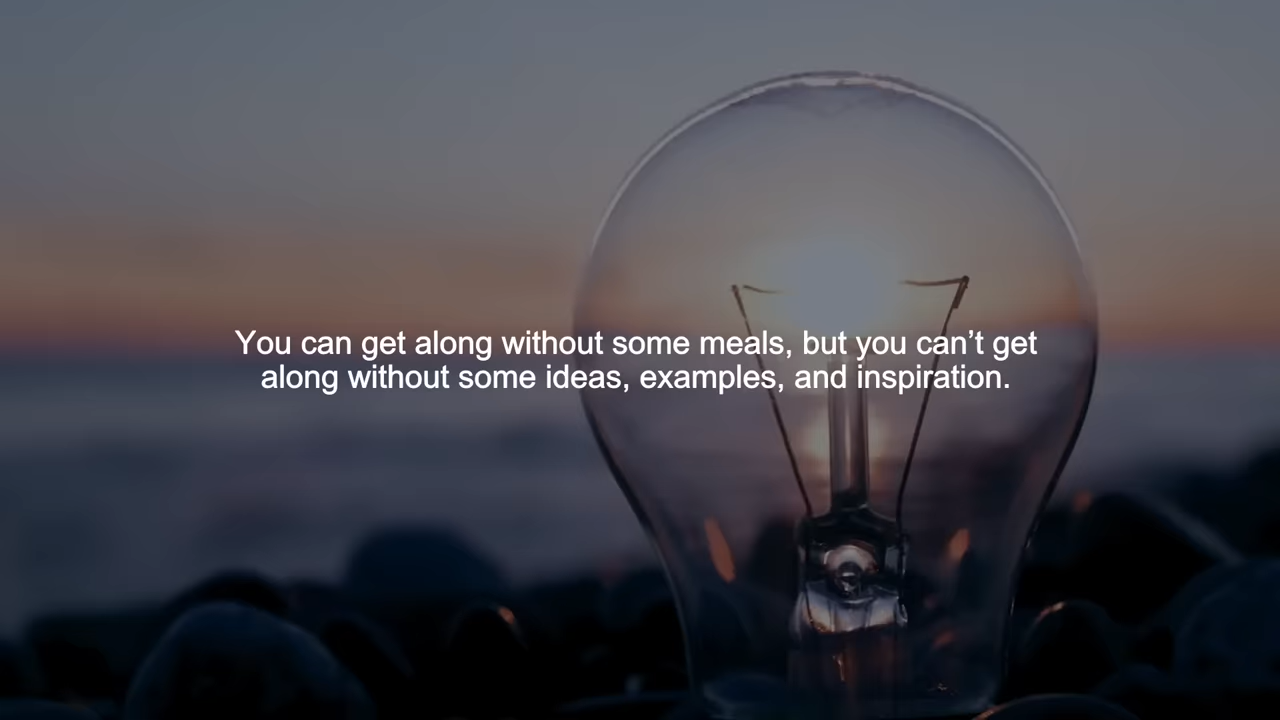 You can get along without some meals, but you can’t get
along without some ideas, examples, and inspiration.